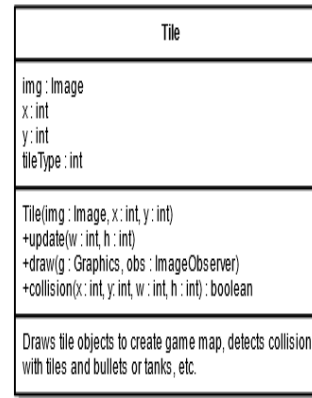 Tile
img : Image
x : int
y : int
tileType : int
Tile(img : Image, x : int, y : int)
+update(w : int, h : int)
+draw(g : Graphics, obs : ImageObserver)
+collision(x : int, y: int, w : int, h : int) : boolean
Draws tile objects to create game map, detects collision
with tiles and bullets or tanks, etc.